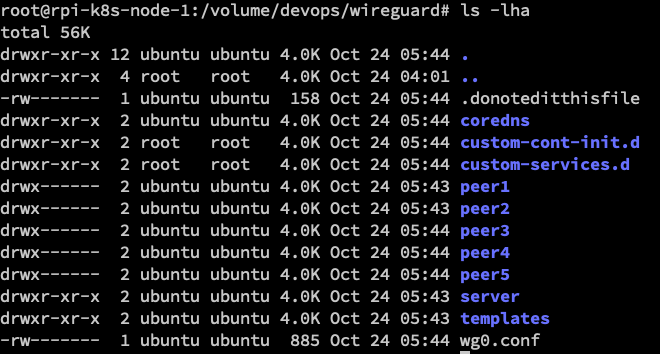 root@rpi-k8s-node-1:/volume/devops/wireguard# ls -lha
total 56K
drwxr-xr-x 12 ubuntu ubuntu 4.0K Oct 24 05:44 .
drwxr-xr-x  4 root   root   4.0K Oct 24 04:01 ..
-rw-------  1 ubuntu ubuntu  158 Oct 24 05:44 .donoteditthisfile
drwxr-xr-x  2 ubuntu ubuntu 4.0K Oct 24 05:44 coredns
drwxr-xr-x  2 root   root   4.0K Oct 24 05:44 custom-cont-init.d
drwxr-xr-x  2 root   root   4.0K Oct 24 05:44 custom-services.d
drwx------  2 ubuntu ubuntu 4.0K Oct 24 05:43 peer1
drwx------  2 ubuntu ubuntu 4.0K Oct 24 05:43 peer2
drwx------  2 ubuntu ubuntu 4.0K Oct 24 05:44 peer3
drwx------  2 ubuntu ubuntu 4.0K Oct 24 05:44 peer4
drwx------  2 ubuntu ubuntu 4.0K Oct 24 05:44 peer5
drwxr-xr-x  2 ubuntu ubuntu 4.0K Oct 24 05:43 server
drwxr-xr-x  2 ubuntu ubuntu 4.0K Oct 24 05:43 templates
-rw-------  1 ubuntu ubuntu  885 Oct 24 05:44 wg0.conf